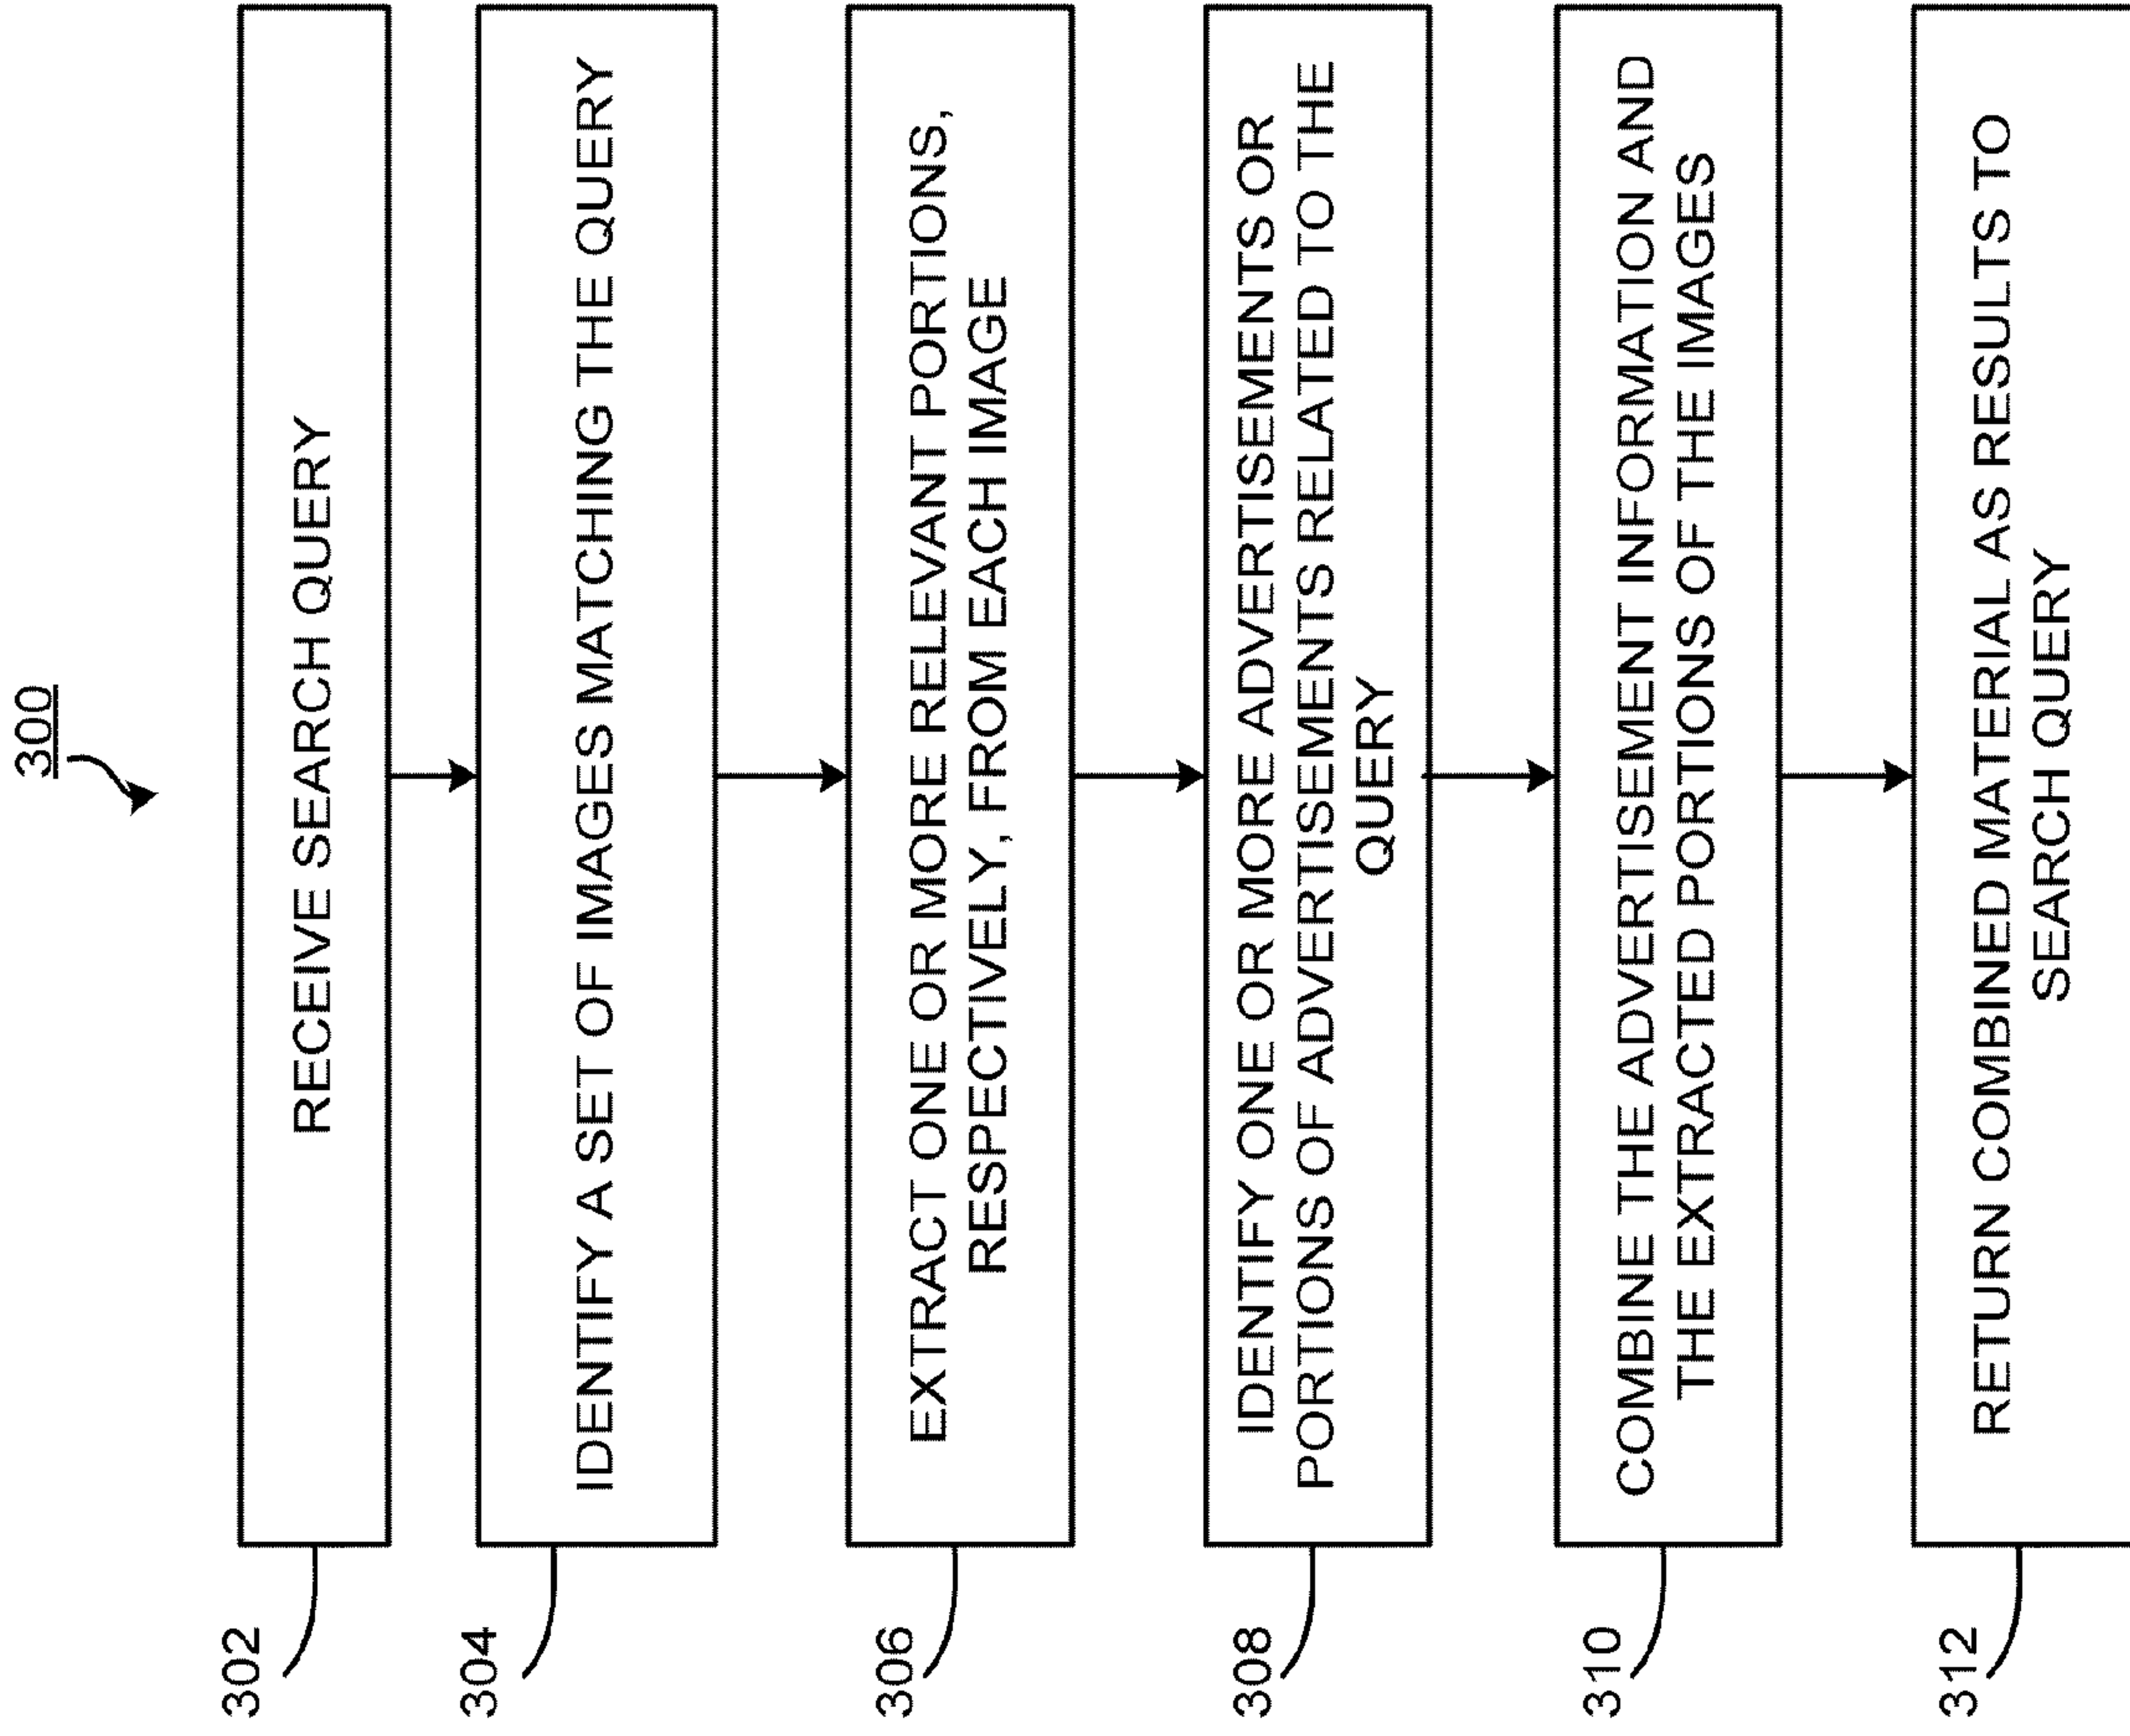 300
302
RECEIVE SEARCH QUERY
304
IDENTIFY A SET OF IMAGES MATCHING THE QUERY
306
EXTRACT ONE OR MORE RELEVANT PORTIONS,
RESPECTIVELY, FROM EACH IMAGE
308
IDENTIFY ONE OR MORE ADVERTISEMENTS OR
PORTIONS OF ADVERTISEMENTS RELATED TO THE
QUERY
310
COMBINE THE ADVERTISEMENT INFORMATION AND
THE EXTRACTED PORTIONS OF THE IMAGES
312
RETURN COMBINED MATERIAL AS RESULTS TO
SEARCH QUERY